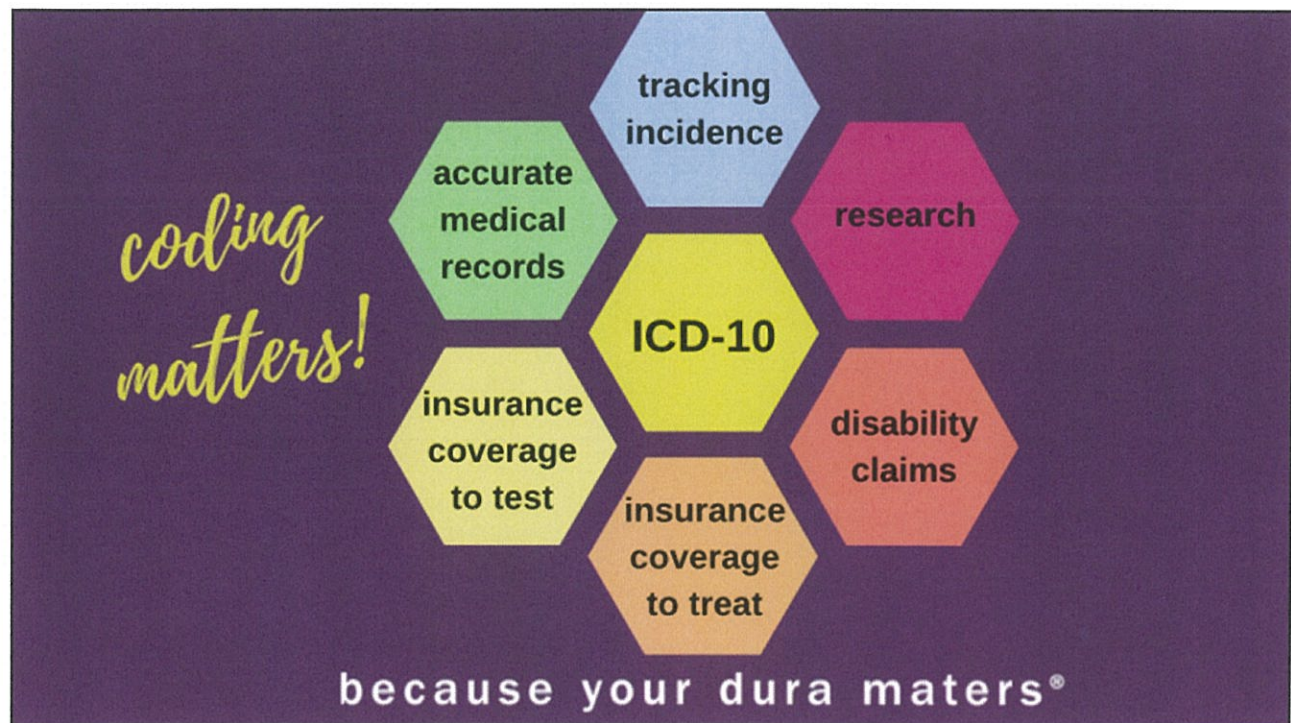 coding
matters!
tracking
incidence
accurate
medical
records
research
ICD-10
insurance
coverage
to test
disability
claims
insurance
coverage
to treat
because your dura maters®